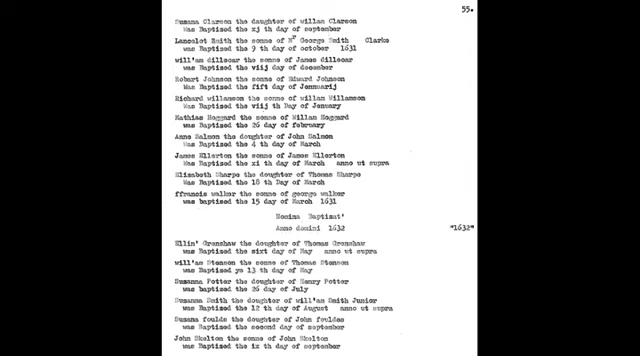 55.
Susana Clarson the daughter of willam Clarson
Was Baptised the xj th day of september
Lancelot Smith the sonne of Mr George Smith Clarke
was Baptised the 9 th day of october 1631
will'am dillscar the sonne of James dillscar
was Baptised the viij day of december
Robart Johnson the sonne of Edward Johnson
Was Baptised the fift day of Jennuarij
Richard willamson the sonne of willam Willamson
Was Baptised the viij th Day of Jenuary
Mathias Hoggard the sonne of Willam Hoggard
was Baptised the 26 day of february
Anne Salmon the doughter of John Salmon
Was Baptised the 4 th day of March
James Ellerton the sonne of James Ellerton
Was Baptised the xi th day of March anno ut supra
Elizabeth Sharpe the doughter of Thomas Sharpe
Was Baptised the 18 th Day of March
ffrancis walker the sonne of george walker
was baptised the 15 day of March 1631
Nomina Baptizat'
Anno domini 1632
"1632"
Ellin' Grenshaw the doughter of Thomas Grenshaw
was Baptised the sixt day of May anno ut supra
will'am Stenson the sonne of Thomas Stenson
was Baptised ye 13 th day of May
Susanna Potter the doughter of Henry Potter
was baptised the 26 day of July
Susanna Smith the doughter of will'am Smith Junior
was Baptised the 12 th day of August anno ut supra
Susana foulds the doughter of John fouldes
was Baptised the second day of september
John Skelton the sonne of John Skelton
was Baptised the ix th day of september